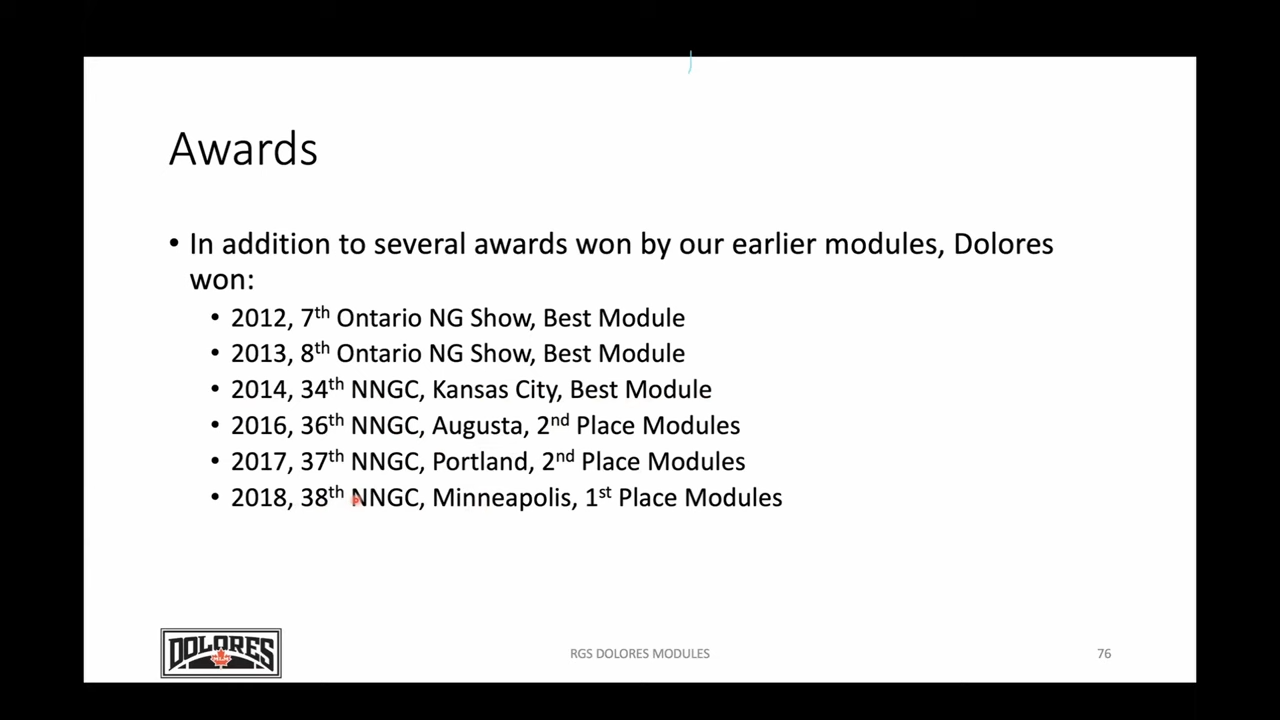 Awards
• In addition to several awards won by our earlier modules, Dolores
won:
• 2012, 7th Ontario NG Show, Best Module
• 2013, 8th Ontario NG Show, Best Module
• 2014, 34th NNGC, Kansas City, Best Module
• 2016, 36th NNGC, Augusta, 2nd Place Modules
• 2017, 37th NNGC, Portland, 2nd Place Modules
• 2018, 38th NNGC, Minneapolis, 1st Place Modules
DOLORES
RGS DOLORES MODULES
76